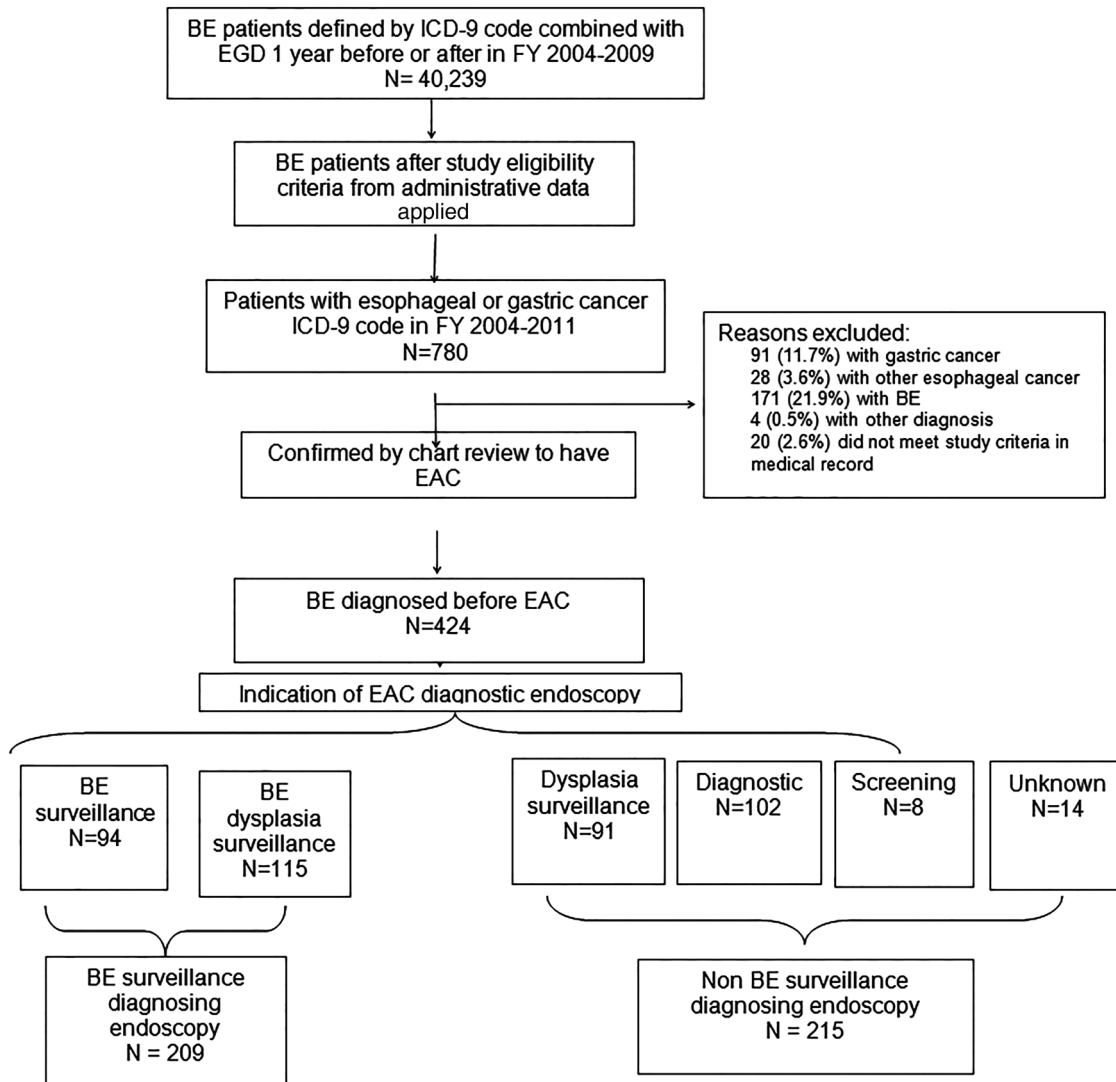 BE patients defined by ICD-9 code combined with
EGD 1 year before or after in FY 2004-2009
N= 40,239
BE patients after study eligibility
criteria from administrative data
applied
Patients with esophageal or gastric cancer
ICD-9 code in FY 2004-2011
N=780
Reasons excluded:
91 (11.7%) with gastric cancer
28 (3.6%) with other esophageal cancer
171 (21.9%) with BE
4 (0.5%) with other diagnosis
20 (2.6%) did not meet study criteria in
medical record
Confirmed by chart review to have
EAC
BE diagnosed before EAC
N=424
Indication of EAC diagnostic endoscopy
BE
surveillance
N=94
BE
dysplasia
surveillance
N=115
Dysplasia
surveillance
N=91
Diagnostic
N=102
Screening
N=8
Unknown
N=14
BE surveillance
diagnosing
endoscopy
N = 209
Non BE surveillance
diagnosing endoscopy
N = 215